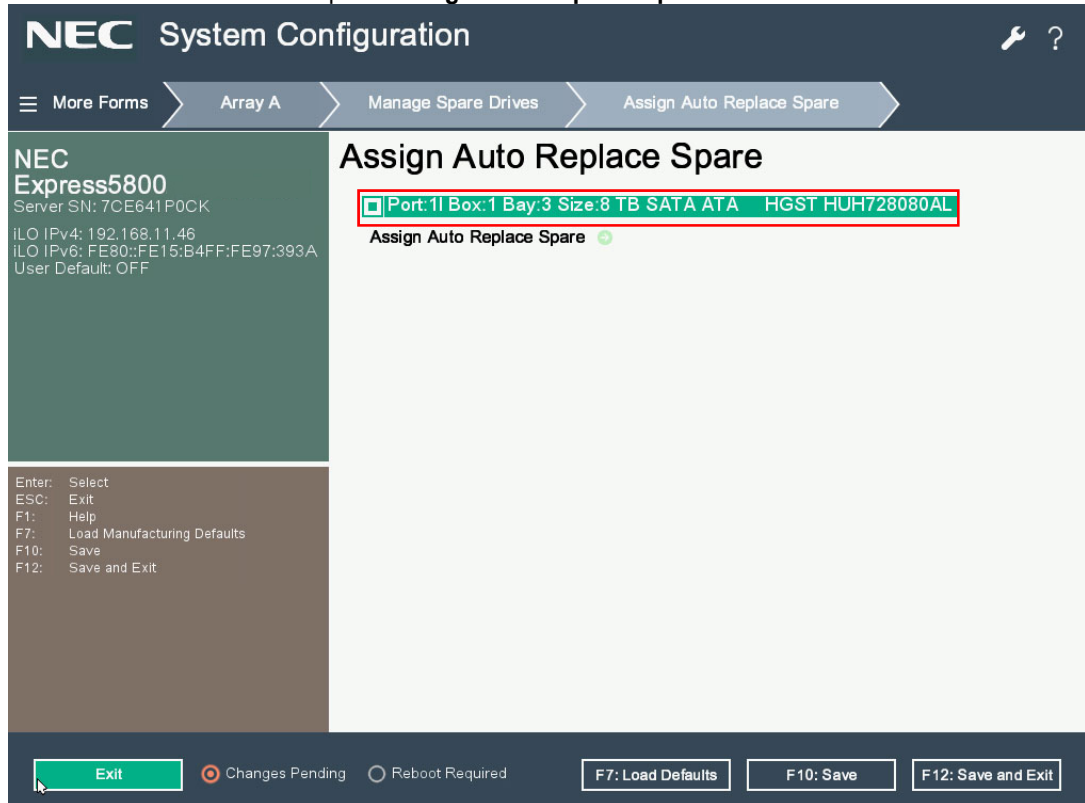 NEC System Configuration
?
More Forms
Array A
Manage Spare Drives
Assign Auto Replace Spare
NEC
Express5800
Server SN: 7CE641P0CK
iLO IPv4: 192.168.11.46
iLO IPv6: FE80::FE15:B4FF:FE97:393A
User Default: OFF
Assign Auto Replace Spare
Port:1I Box:1 Bay:3 Size:8 TB SATA ATA HGST HUH728080AL
Assign Auto Replace Spare
Enter: Select
ESC: Exit
F1: Help
F7: Load Manufacturing Defaults
F10: Save
F12: Save and Exit
Exit
Changes Pending
Reboot Required
F7: Load Defaults
F10: Save
F12: Save and Exit